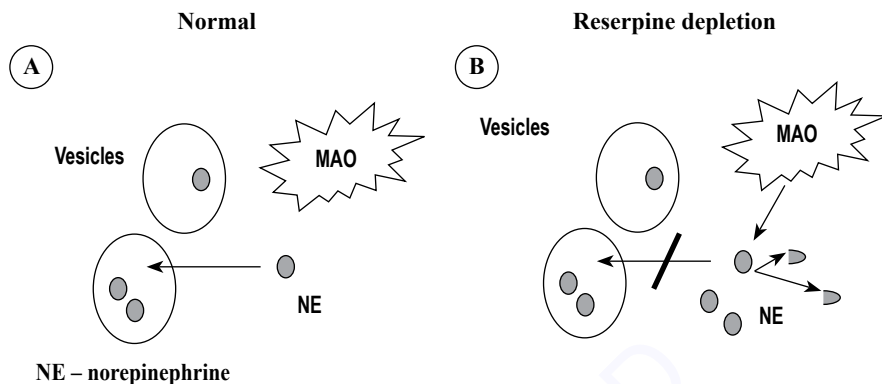 Normal
A
Vesicles
MAO
NE
NE – norepinephrine
Reserpine depletion
B
Vesicles
MAO
NE